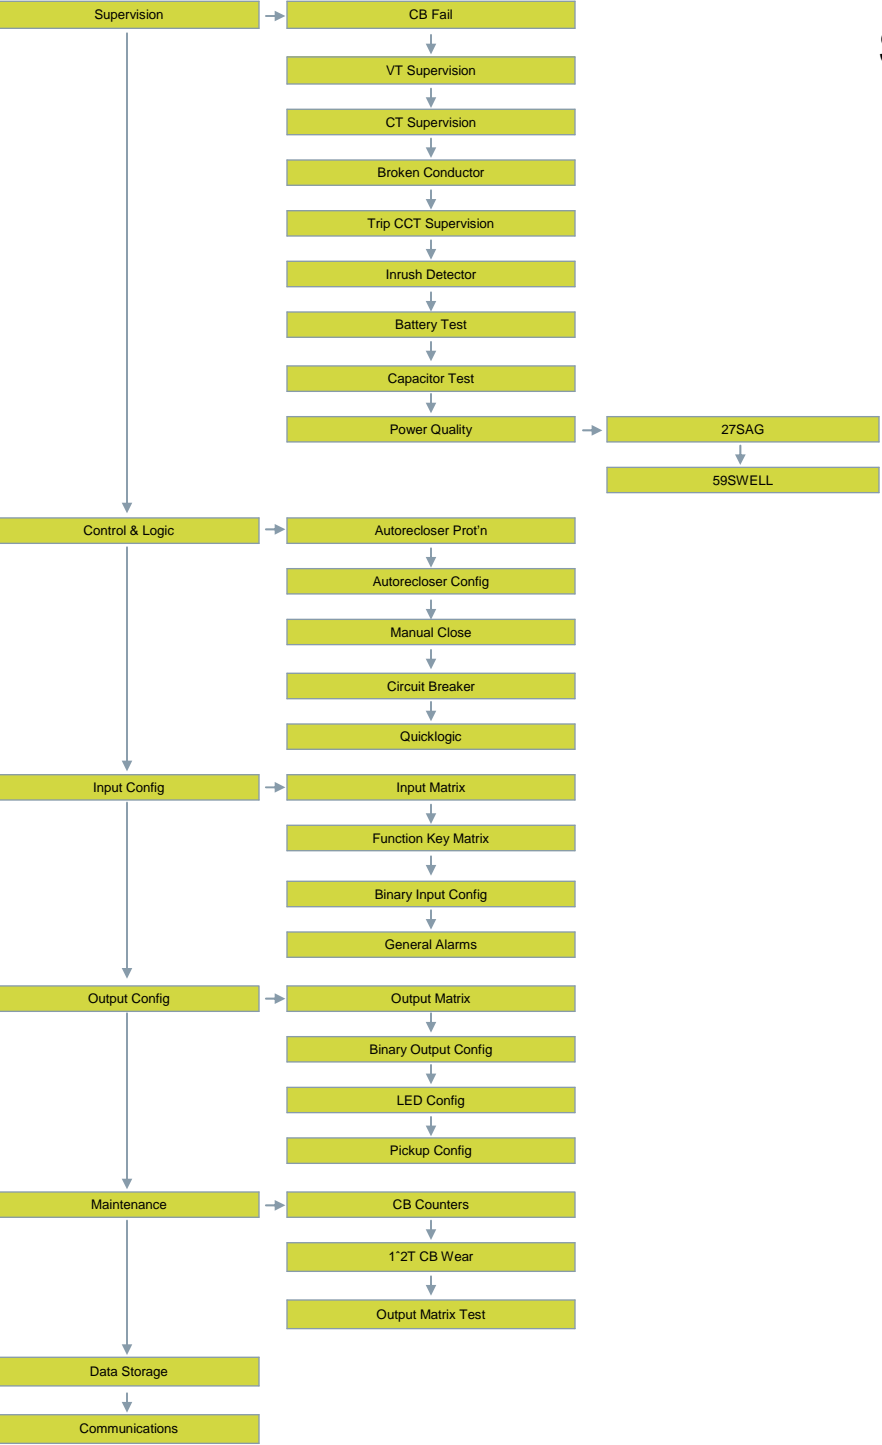 Supervision
CB Fail
VT Supervision
CT Supervision
Broken Conductor
Trip CCT Supervision
Inrush Detector
Battery Test
Capacitor Test
Power Quality
27SAG
59SWELL
Control & Logic
Autorecloser Prot’n
Autorecloser Config
Manual Close
Circuit Breaker
Quicklogic
Input Config
Input Matrix
Function Key Matrix
Binary Input Config
General Alarms
Output Config
Output Matrix
Binary Output Config
LED Config
Pickup Config
Maintenance
CB Counters
1ˆ2T CB Wear
Output Matrix Test
Data Storage
Communications